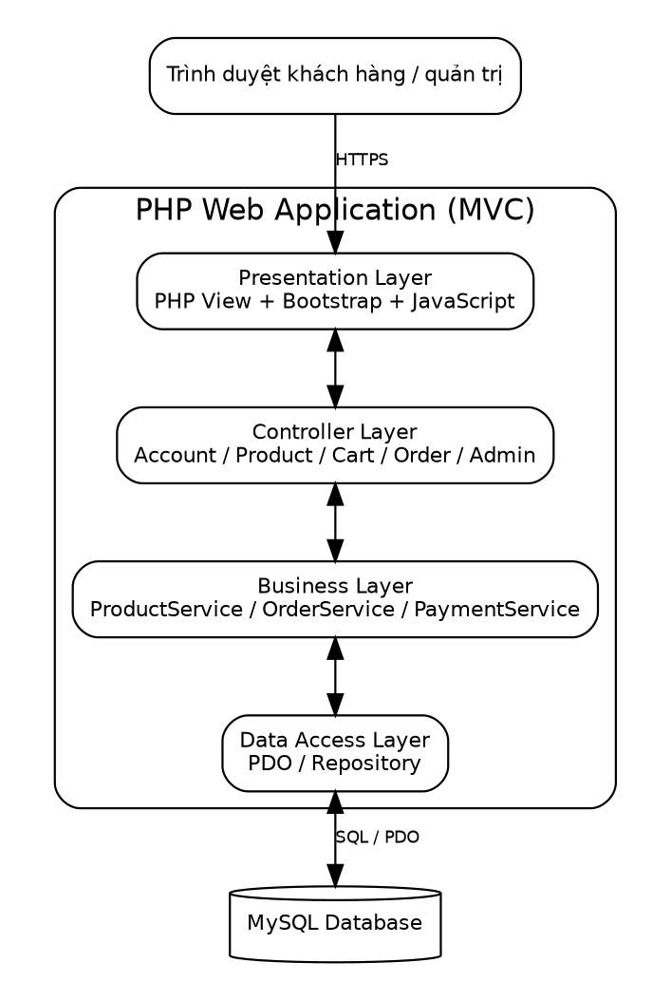 Trình duyệt khách hàng / quản trị
HTTPS
PHP Web Application (MVC)
Presentation Layer
PHP View + Bootstrap + JavaScript
Controller Layer
Account / Product / Cart / Order / Admin
Business Layer
ProductService / OrderService / PaymentService
Data Access Layer
PDO / Repository
SQL / PDO
MySQL Database